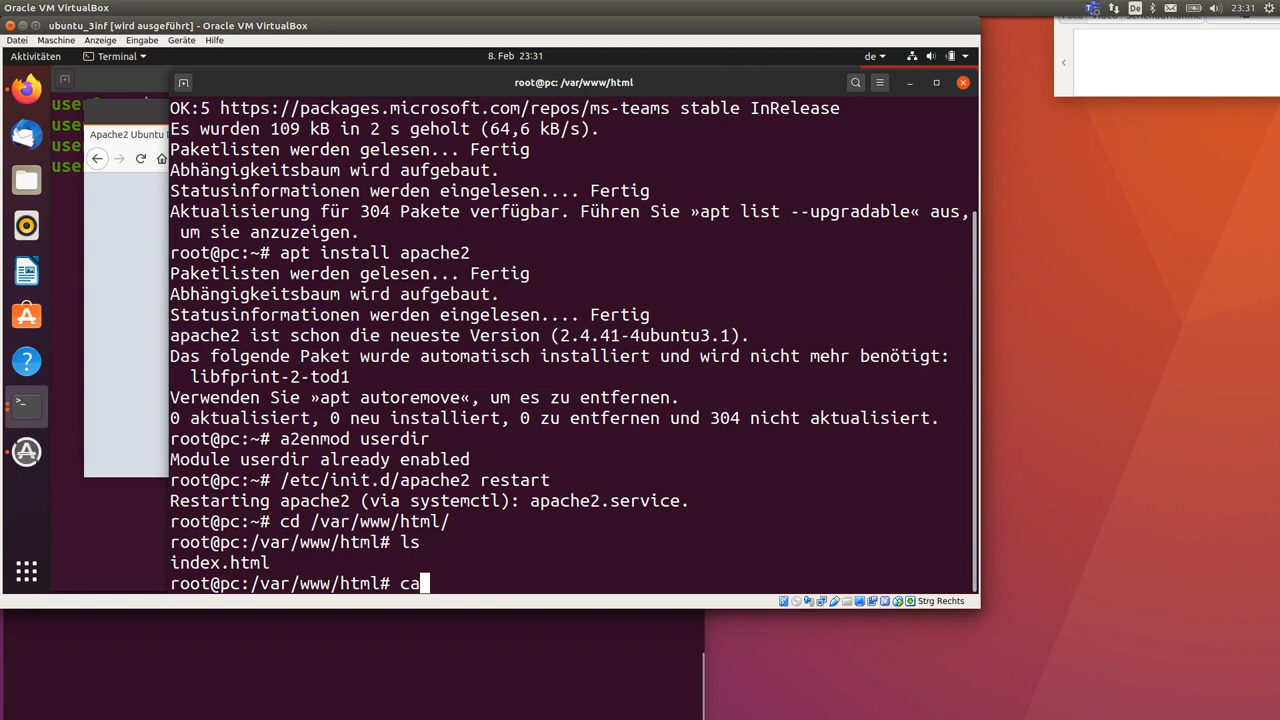 Oracle VM VirtualBox
De
23:31
ubuntu_3inf [wird ausgeführt] - Oracle VM VirtualBox
Datei Maschine Anzeige Eingabe Geräte Hilfe
Aktivitäten
Terminal
8. Feb 23:31
de
root@pc: /var/www/html
use
use
use
use
Apache2 Ubuntu
OK:5 https://packages.microsoft.com/repos/ms-teams stable InRelease
Es wurden 109 kB in 2 s geholt (64,6 kB/s).
Paketlisten werden gelesen... Fertig
Abhängigkeitsbaum wird aufgebaut.
Statusinformationen werden eingelesen.... Fertig
Aktualisierung für 304 Pakete verfügbar. Führen Sie »apt list --upgradable« aus,
um sie anzuzeigen.
root@pc:~# apt install apache2
Paketlisten werden gelesen... Fertig
Abhängigkeitsbaum wird aufgebaut.
Statusinformationen werden eingelesen.... Fertig
apache2 ist schon die neueste Version (2.4.41-4ubuntu3.1).
Das folgende Paket wurde automatisch installiert und wird nicht mehr benötigt:
libfprint-2-tod1
Verwenden Sie »apt autoremove«, um es zu entfernen.
0 aktualisiert, 0 neu installiert, 0 zu entfernen und 304 nicht aktualisiert.
root@pc:~# a2enmod userdir
Module userdir already enabled
root@pc:~# /etc/init.d/apache2 restart
Restarting apache2 (via systemctl): apache2.service.
root@pc:~# cd /var/www/html/
root@pc:/var/www/html# ls
index.html
root@pc:/var/www/html# ca
Strg Rechts